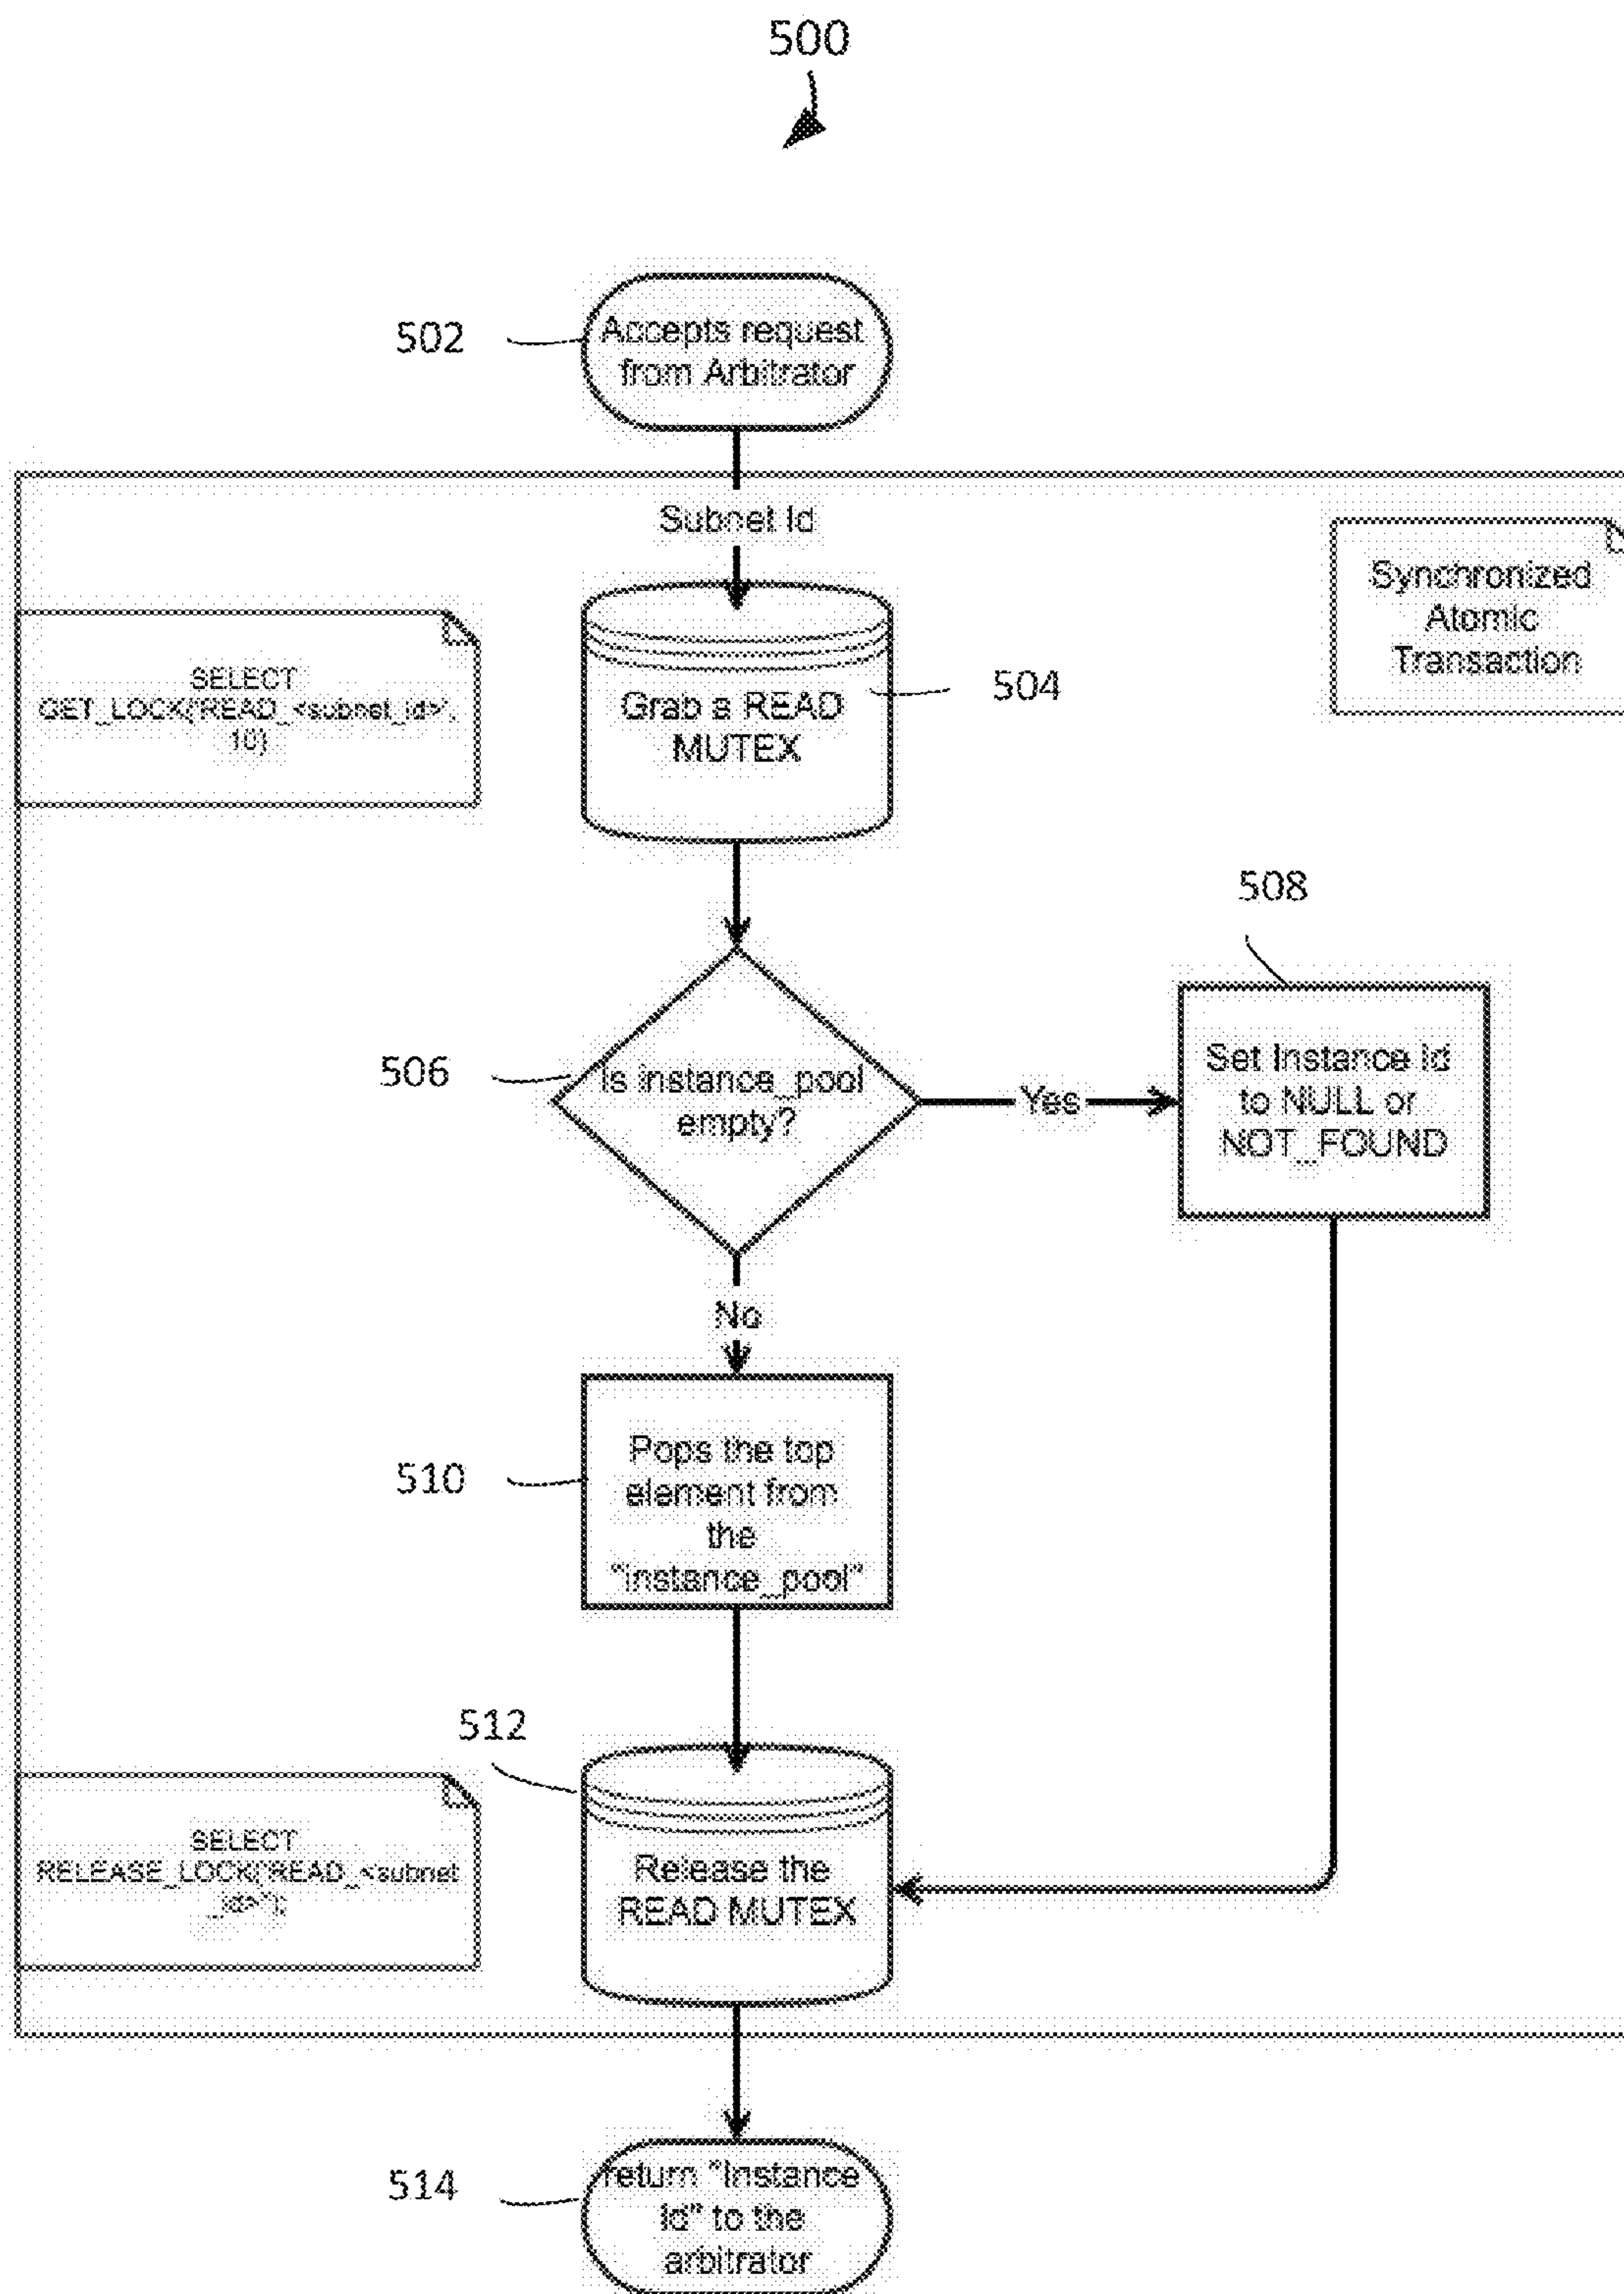 500
502
Accepts request
from Arbitrator
Subnet Id
Synchronized
Atomic
Transaction
SELECT
GET_LOCK('READ_<subnet_id>',
10)
Grab a READ
MUTEX
504
508
506
Is instance_pool
empty?
Yes
Set Instance Id
to NULL or
NOT_FOUND
No
510
Pops the top
element from
the
"instance_pool"
512
SELECT
RELEASE_LOCK('READ_<subnet
_id>');
Release the
READ MUTEX
514
return "Instance
Id" to the
arbitrator